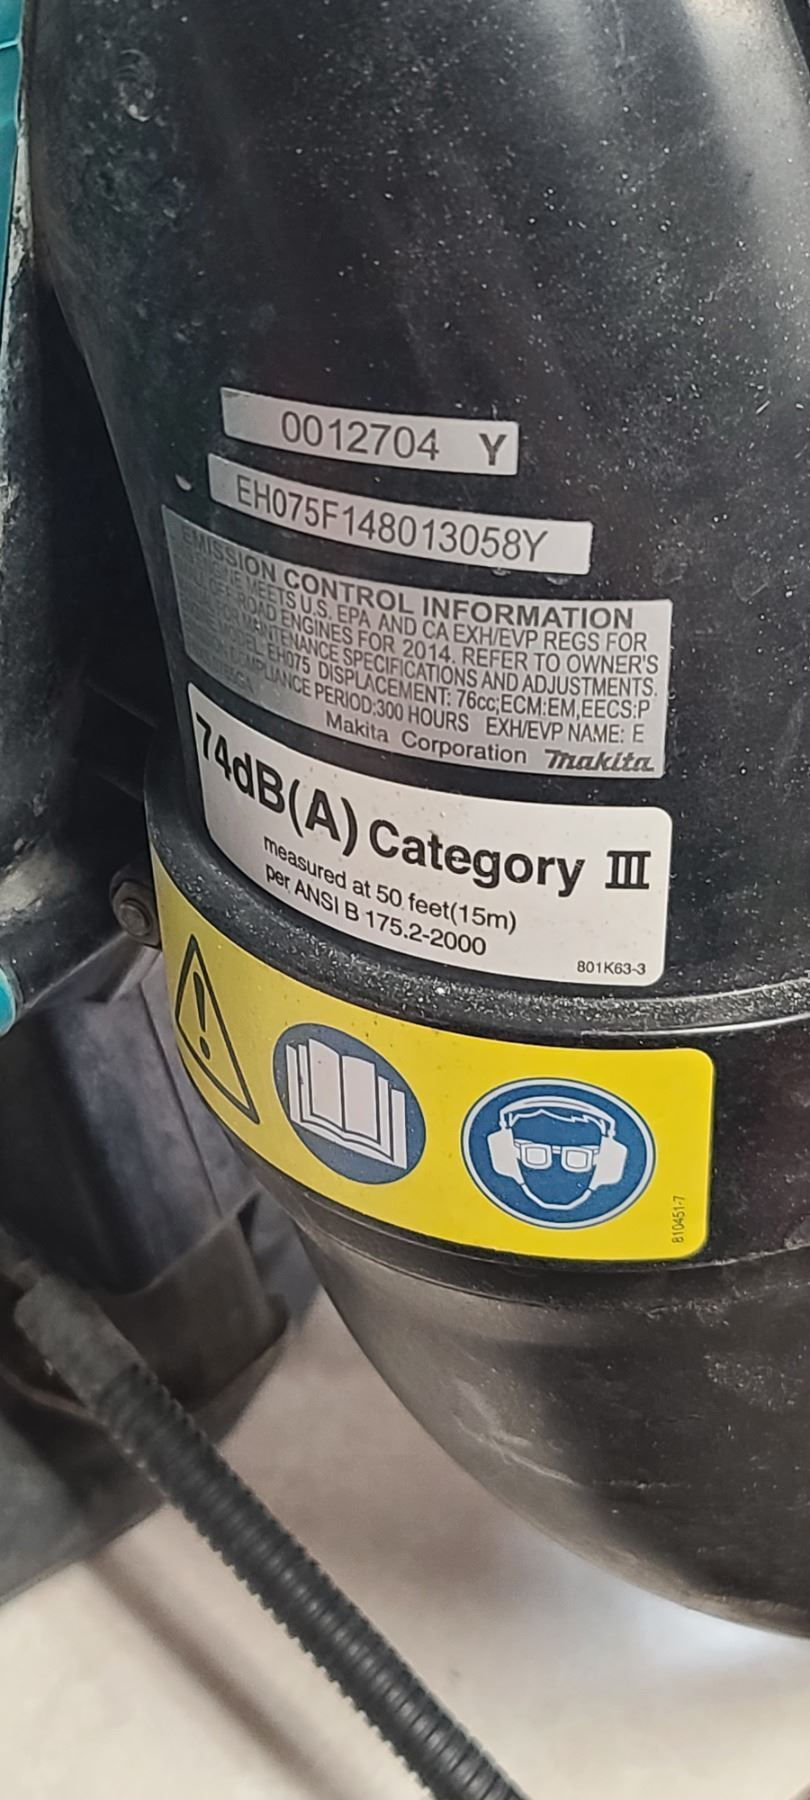 0012704 Y
EH075F148013058Y
EMISSION CONTROL INFORMATION
MEETS U.S. EPA AND CA EXH/EVP REGS FOR
OFF-ROAD ENGINES FOR 2014. REFER TO OWNER'S
FOR MAINTENANCE SPECIFICATIONS AND ADJUSTMENTS.
MODEL: EH075 DISPLACEMENT: 76cc;ECM:EM,EECS:P
COMPLIANCE PERIOD:300 HOURS EXH/EVP NAME: E
Makita Corporation makita
74dB(A) Category III
measured at 50 feet(15m)
per ANSI B 175.2-2000
801K63-3
810451-7